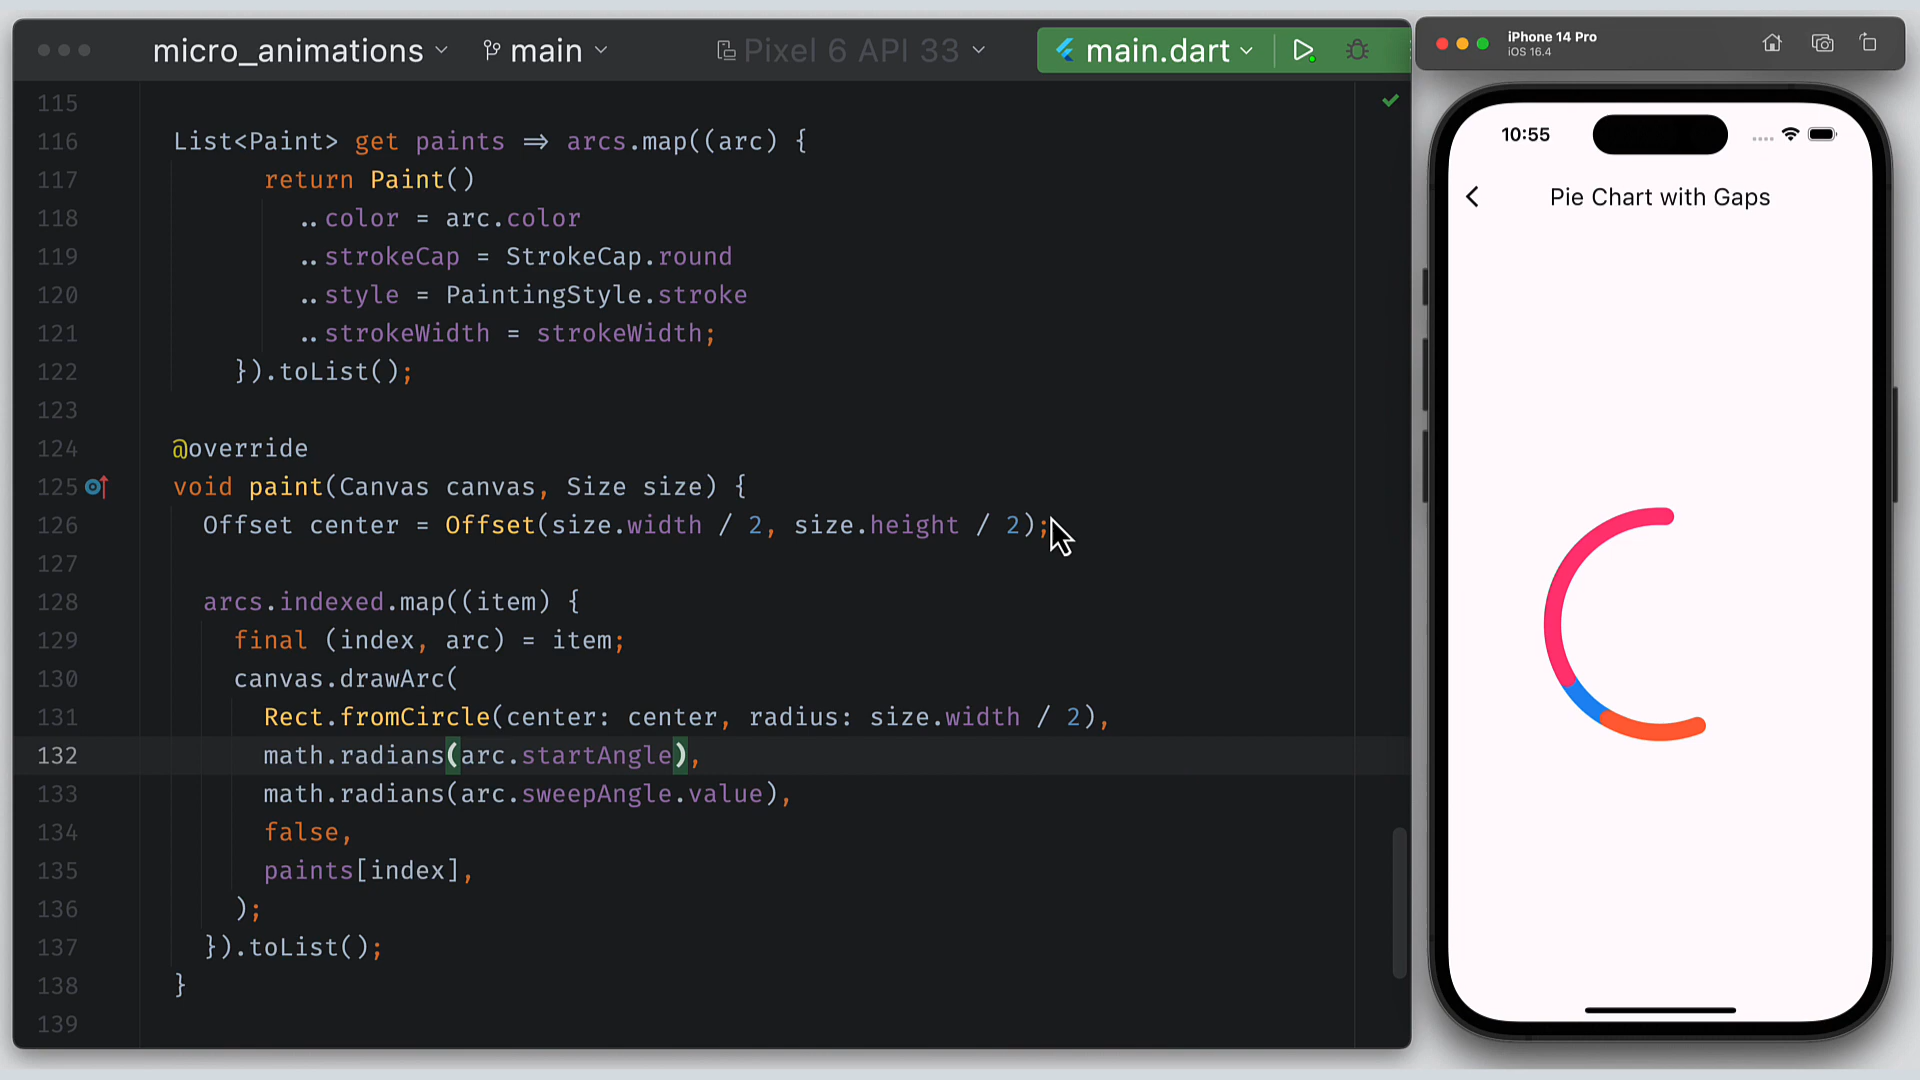 micro_animations
main
Pixel 6 API 33
main.dart
115
116 List<Paint> get paints => arcs.map((arc) {
117 return Paint()
118 ..color = arc.color
119 ..strokeCap = StrokeCap.round
120 ..style = PaintingStyle.stroke
121 ..strokeWidth = strokeWidth;
122 }).toList();
123
124 @override
125 void paint(Canvas canvas, Size size) {
126 Offset center = Offset(size.width / 2, size.height / 2);
127
128 arcs.indexed.map((item) {
129 final (index, arc) = item;
130 canvas.drawArc(
131 Rect.fromCircle(center: center, radius: size.width / 2),
132 math.radians(arc.startAngle),
133 math.radians(arc.sweepAngle.value),
134 false,
135 paints[index],
136 );
137 }).toList();
138 }
139
iPhone 14 Pro
iOS 16.4
10:55
Pie Chart with Gaps